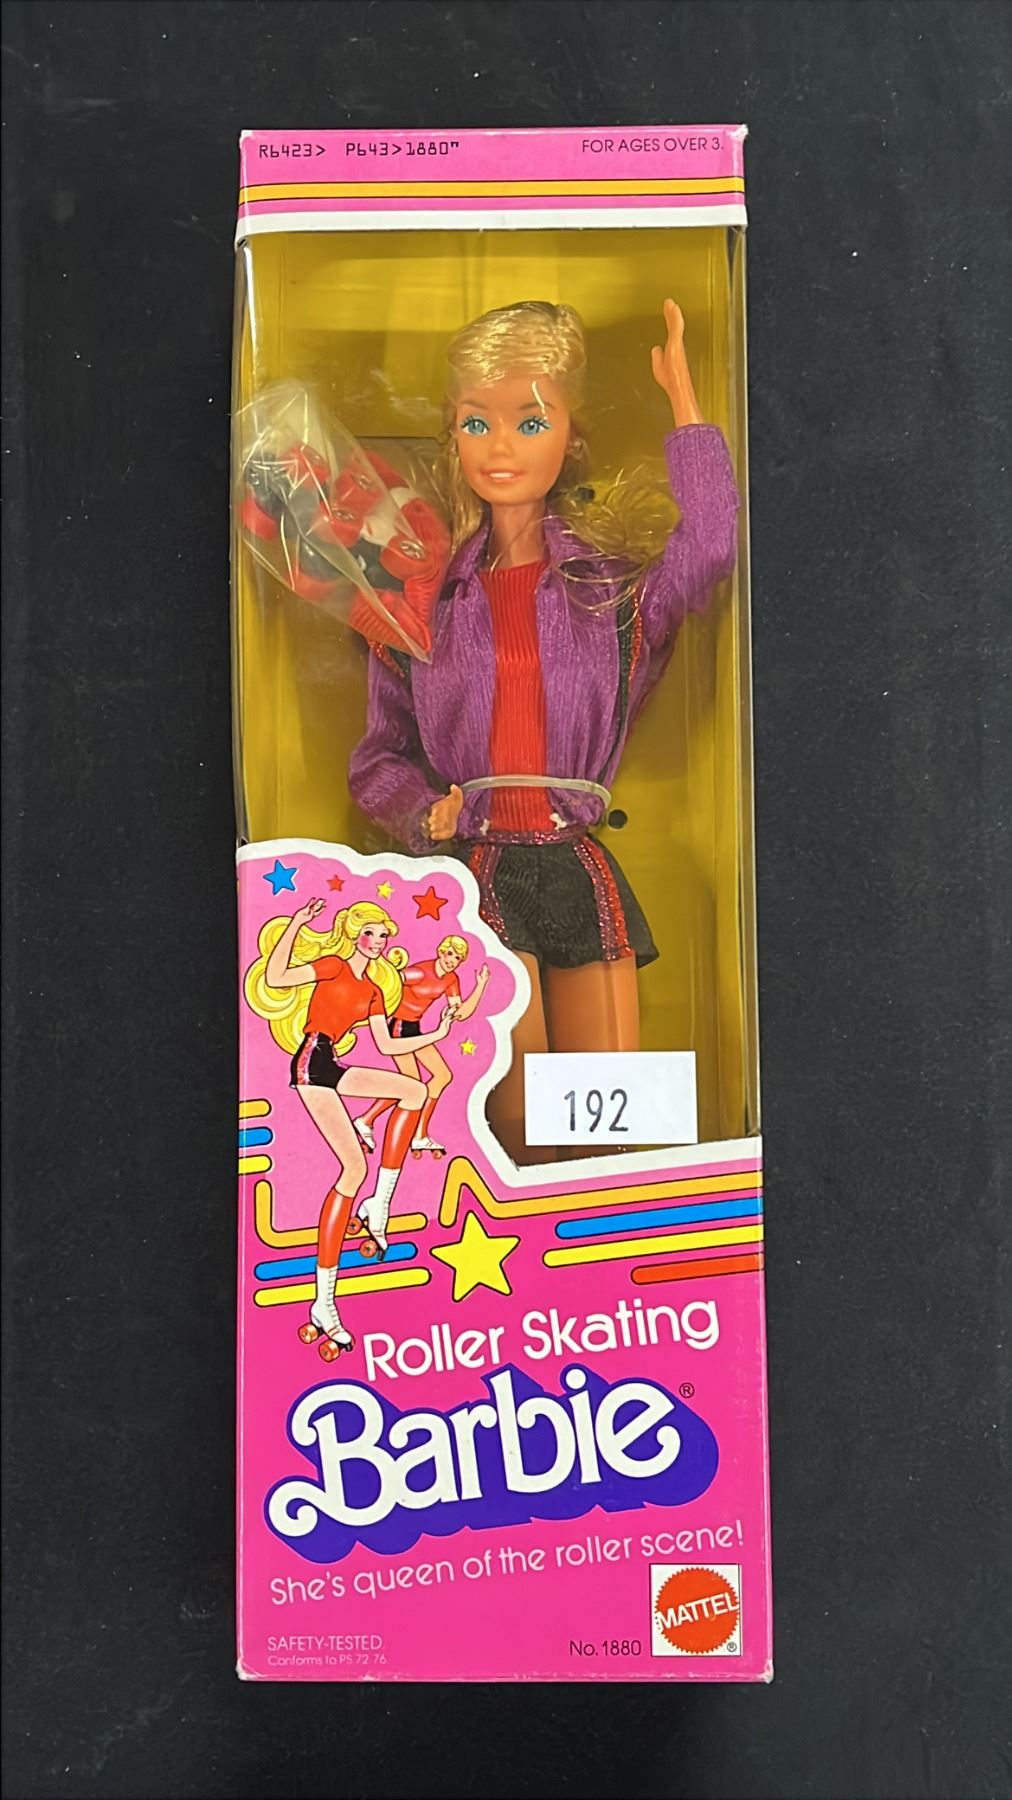 R6423> P643>1880"
FOR AGES OVER 3.
192
Roller Skating
Barbie®
She's queen of the roller scene!
SAFETY-TESTED
Conforms to PS 72-76
No. 1880
MATTEL®